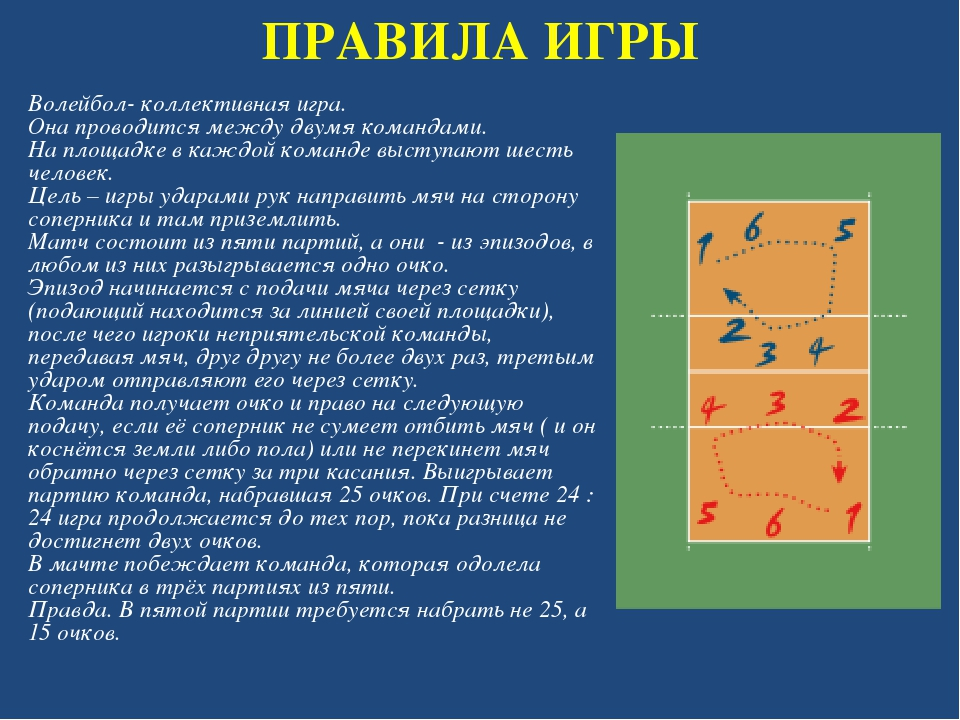 ПРАВИЛА ИГРЫ
Волейбол- коллективная игра.
Она проводится между двумя командами.
На площадке в каждой команде выступают шесть
человек.
Цель – игры ударами рук направить мяч на сторону
соперника и там приземлить.
Матч состоит из пяти партий, а они - из эпизодов, в
любом из них разыгрывается одно очко.
Эпизод начинается с подачи мяча через сетку
(подающий находится за линией своей площадки),
после чего игроки неприятельской команды,
передавая мяч, друг другу не более двух раз, третьим
ударом отправляют его через сетку.
Команда получает очко и право на следующую
подачу, если её соперник не сумеет отбить мяч ( и он
коснётся земли либо пола) или не перекинет мяч
обратно через сетку за три касания. Выигрывает
партию команда, набравшая 25 очков. При счете 24 :
24 игра продолжается до тех пор, пока разница не
достигнет двух очков.
В мачте побеждает команда, которая одолела
соперника в трёх партиях из пяти.
Правда. В пятой партии требуется набрать не 25, а
15 очков.
1 6 5
2 3 4
4 3 2
5 6 1